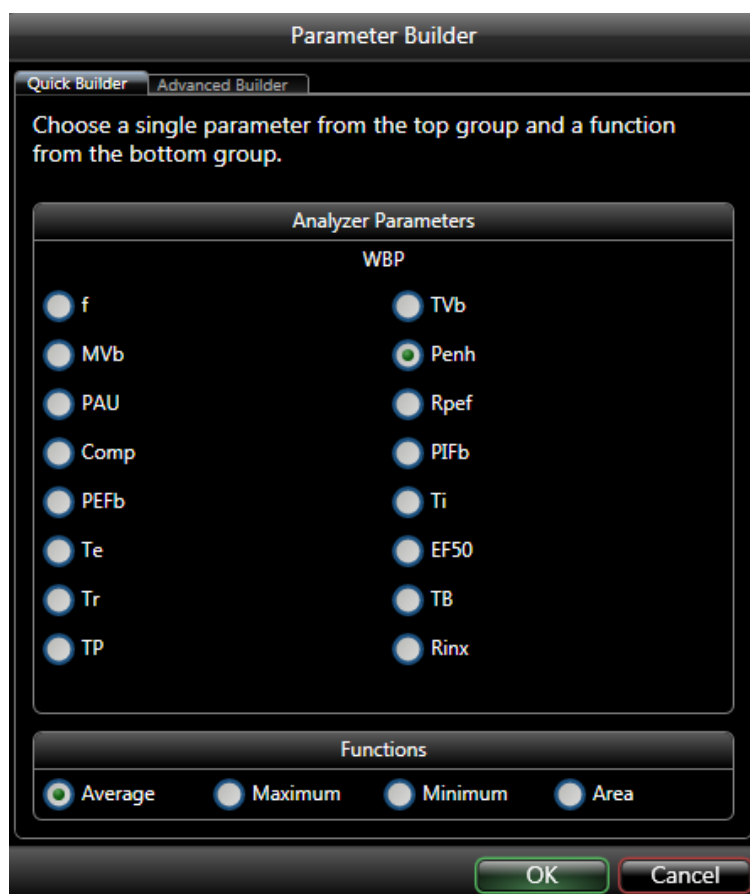 Parameter Builder
Quick Builder Advanced Builder
Choose a single parameter from the top group and a function
from the bottom group.
Analyzer Parameters
WBP
f TVb
MVb Penh
PAU Rpef
Comp PIFb
PEFb Ti
Te EF50
Tr TB
TP Rinx
Functions
Average Maximum Minimum Area
OK Cancel